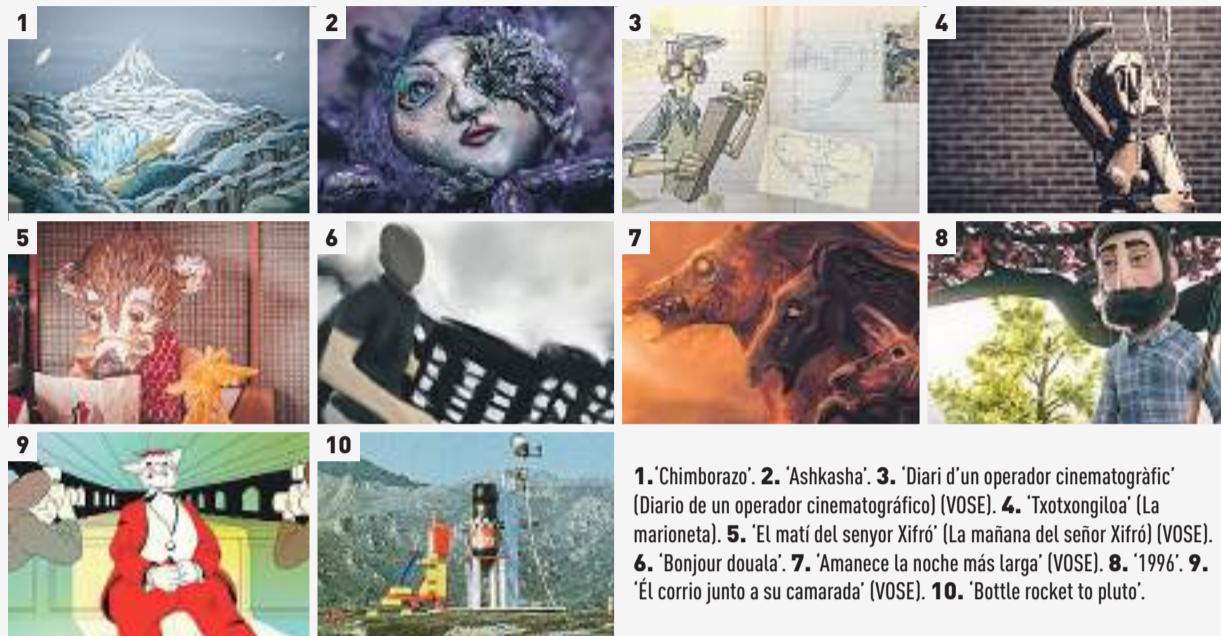 1
2
3
4
5
6
7
8
9
10
1. ‘Chimborazo’. 2. ‘Ashkasha’. 3. ‘Diari d’un operador cinematogràfic’
(Diario de un operador cinematográfico) (VOSE). 4. ‘Txotxongiloa’ (La
marioneta). 5. ‘El matí del senyor Xifró’ (La mañana del señor Xifró) (VOSE).
6. ‘Bonjour douala’. 7. ‘Amanece la noche más larga’ (VOSE). 8. ‘1996’. 9.
‘Él corrio junto a su camarada’ (VOSE). 10. ‘Bottle rocket to pluto’.